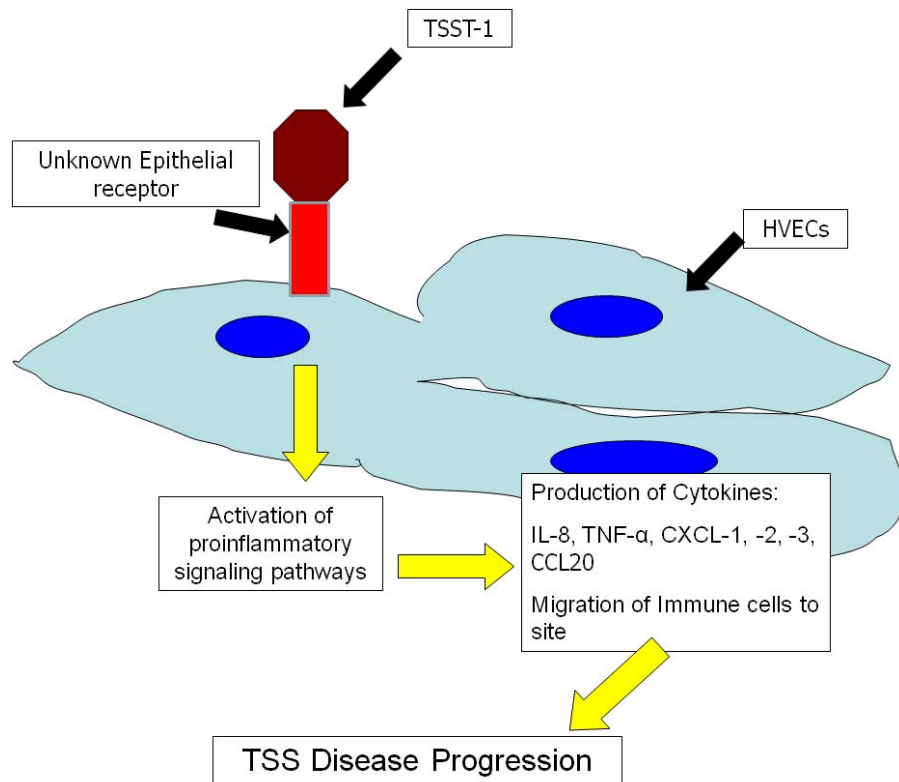 TSST-1
Unknown Epithelial
receptor
HVECs
Activation of
proinflammatory
signaling pathways
Production of Cytokines:
IL-8, TNF-α, CXCL-1, -2, -3,
CCL20
Migration of Immune cells to
site
TSS Disease Progression